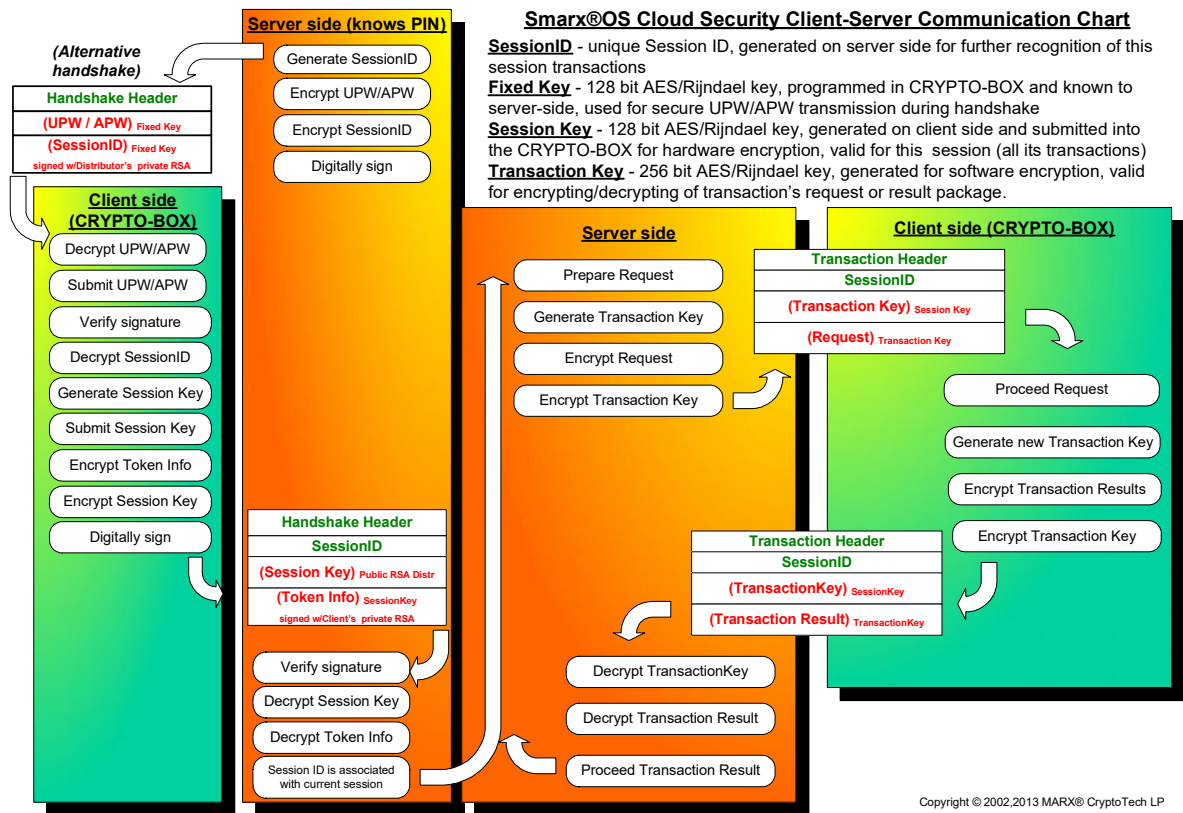 Smarx®OS Cloud Security Client-Server Communication Chart
SessionID - unique Session ID, generated on server side for further recognition of this
session transactions
Fixed Key - 128 bit AES/Rijndael key, programmed in CRYPTO-BOX and known to
server-side, used for secure UPW/APW transmission during handshake
Session Key - 128 bit AES/Rijndael key, generated on client side and submitted into
the CRYPTO-BOX for hardware encryption, valid for this session (all its transactions)
Transaction Key - 256 bit AES/Rijndael key, generated for software encryption, valid
for encrypting/decrypting of transaction's request or result package.
Server side (knows PIN)
Generate SessionID
Encrypt UPW/APW
Encrypt SessionID
Digitally sign
(Alternative
handshake)
Handshake Header
(UPW / APW) Fixed Key
(SessionID) Fixed Key
signed w/Distributor's private RSA
Client side
(CRYPTO-BOX)
Decrypt UPW/APW
Submit UPW/APW
Verify signature
Decrypt SessionID
Generate Session Key
Submit Session Key
Encrypt Token Info
Encrypt Session Key
Digitally sign
Handshake Header
SessionID
(Session Key) Public RSA Distr
(Token Info) SessionKey
signed w/Client's private RSA
Verify signature
Decrypt Session Key
Decrypt Token Info
Session ID is associated
with current session
Server side
Prepare Request
Generate Transaction Key
Encrypt Request
Encrypt Transaction Key
Transaction Header
SessionID
(Transaction Key) Session Key
(Request) Transaction Key
Client side (CRYPTO-BOX)
Proceed Request
Generate new Transaction Key
Encrypt Transaction Results
Encrypt Transaction Key
Transaction Header
SessionID
(TransactionKey) SessionKey
(Transaction Result) TransactionKey
Decrypt TransactionKey
Decrypt Transaction Result
Proceed Transaction Result
Copyright © 2002,2013 MARX® CryptoTech LP